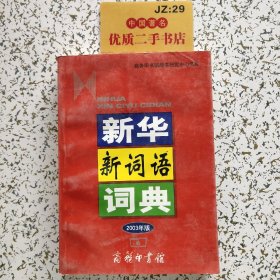 JZ:29
中国著名
优质二手书店
商务印书馆辞书研究中心编
XINHUA
XIN CIYU CIDIAN
新华
新词语
词典
2003年版
商务印书馆